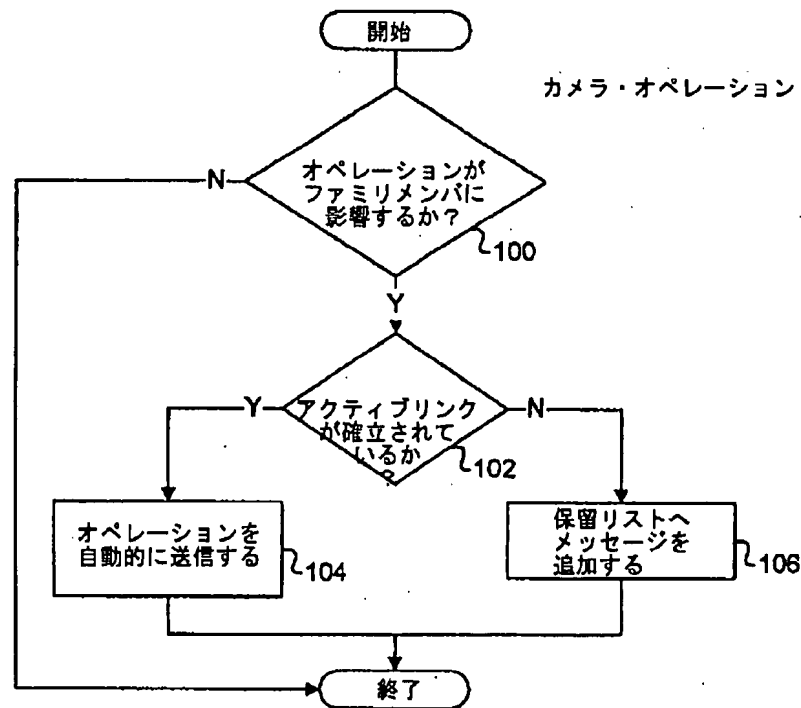 開始
カメラ・オペレーション
オペレーションが
ファミリメンバに
影響するか?
N
100
Y
アクティブリンク
が確立されて
いるか
?
Y
N
102
オペレーションを
自動的に送信する
104
保留リストへ
メッセージを
追加する
106
終了